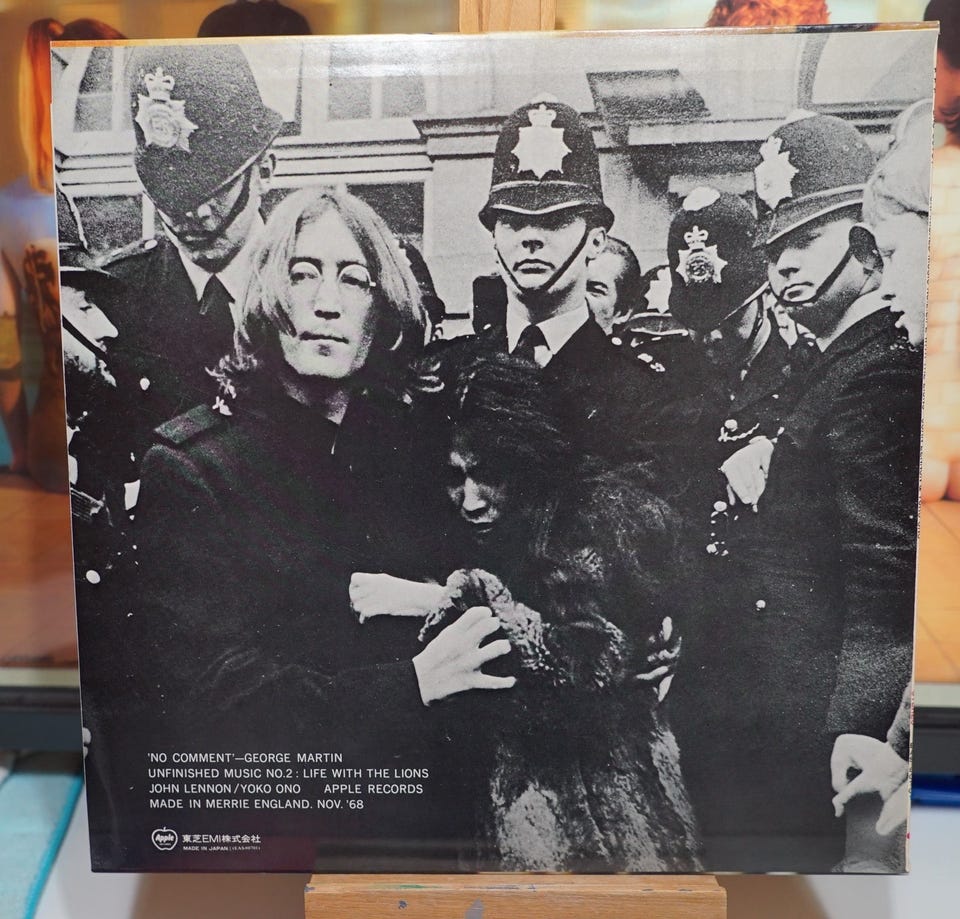 'NO COMMENT'—GEORGE MARTIN
UNFINISHED MUSIC NO.2: LIFE WITH THE LIONS
JOHN LENNON/YOKO ONO APPLE RECORDS
MADE IN MERRIE ENGLAND. NOV. '68
Apple
東芝EMI株式会社
MADE IN JAPAN